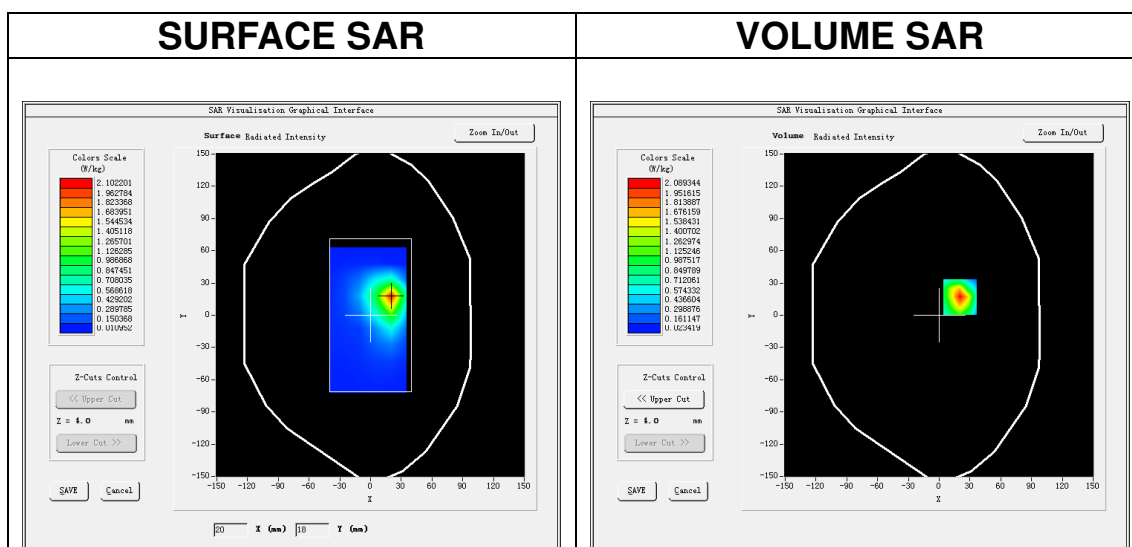 SURFACE SAR
VOLUME SAR
SAR Visualisation Graphical Interface
Surface Radiated Intensity
Zoom In/Out
Colors Scale
(W/kg)
2.102201
1.962784
1.823368
1.683951
1.544534
1.405118
1.265701
1.126285
0.986868
0.847451
0.708035
0.568618
0.429202
0.289785
0.150368
0.010952
150
120
90
60
30
0
-30
-60
-90
-120
-150
Y
-150 -120 -90 -60 -30 0 30 60 90 120 150
X
Z-Cuts Control
<< Upper Cut
Z = 4.0 mm
Lower Cut >>
SAVE Cancel
20 X (mm) 18 Y (mm)
SAR Visualisation Graphical Interface
Volume Radiated Intensity
Zoom In/Out
Colors Scale
(W/kg)
2.089344
1.951615
1.813887
1.676159
1.538431
1.400702
1.262974
1.125246
0.987517
0.849789
0.712061
0.574332
0.436604
0.298876
0.161147
0.023419
150
120
90
60
30
0
-30
-60
-90
-120
-150
Y
-150 -120 -90 -60 -30 0 30 60 90 120 150
X
Z-Cuts Control
<< Upper Cut
Z = 4.0 mm
Lower Cut >>
SAVE Cancel